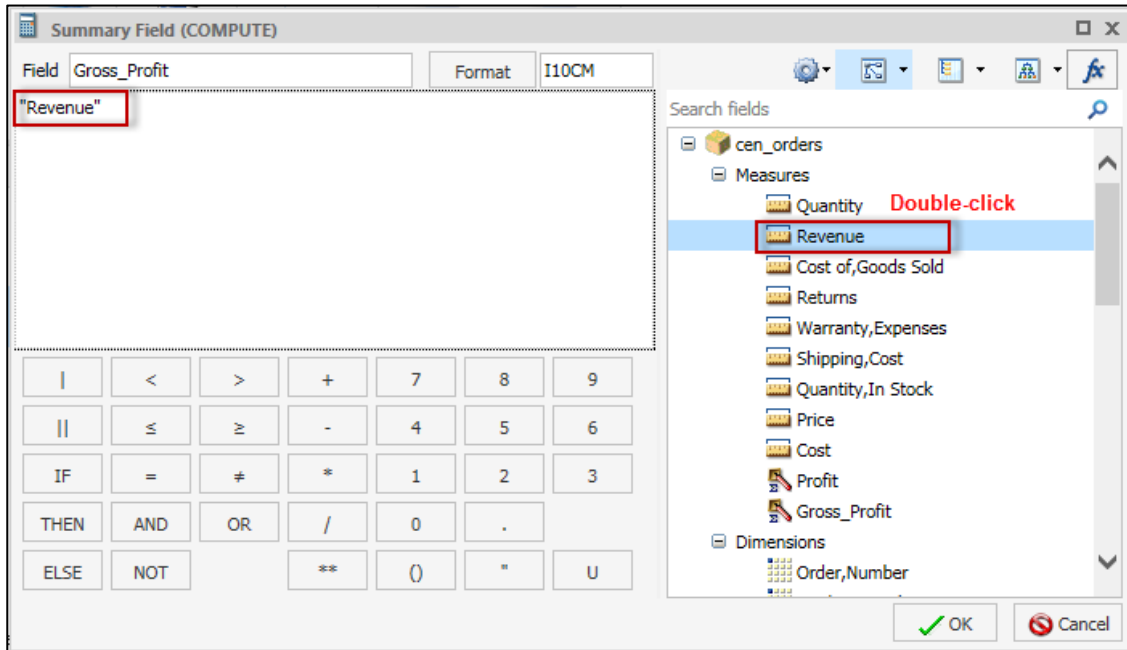 Summary Field (COMPUTE)
Field Gross_Profit Format I10CM fx
"Revenue"
Search fields
cen_orders
Measures
Quantity Double-click
Revenue
Cost of,Goods Sold
Returns
Warranty,Expenses
Shipping,Cost
Quantity,In Stock
Price
Cost
Profit
Gross_Profit
Dimensions
Order,Number
| < > + 7 8 9
|| ≤ ≥ - 4 5 6
IF = ≠ * 1 2 3
THEN AND OR / 0 .
ELSE NOT ** () " U
OK Cancel